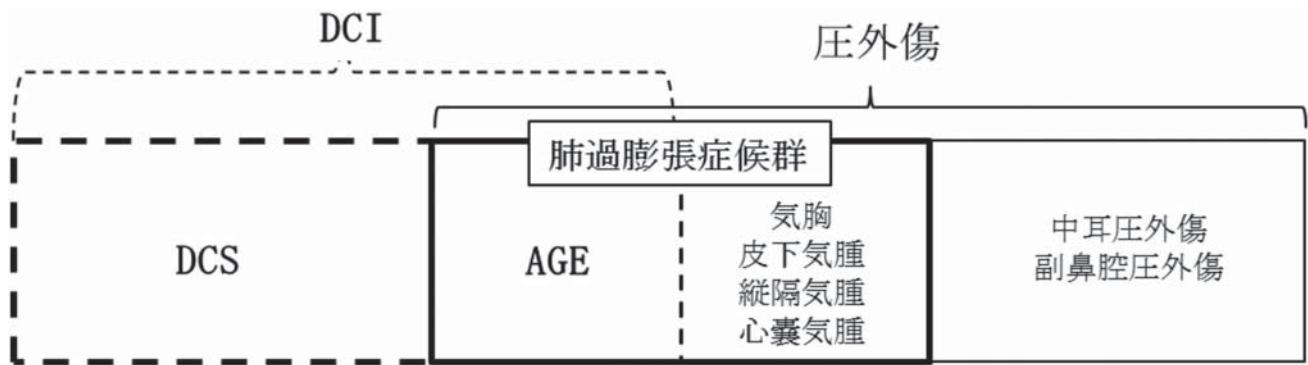 DCI
圧外傷
肺過膨張症候群
DCS
AGE
気胸
皮下気腫
縦隔気腫
心嚢気腫
中耳圧外傷
副鼻腔圧外傷